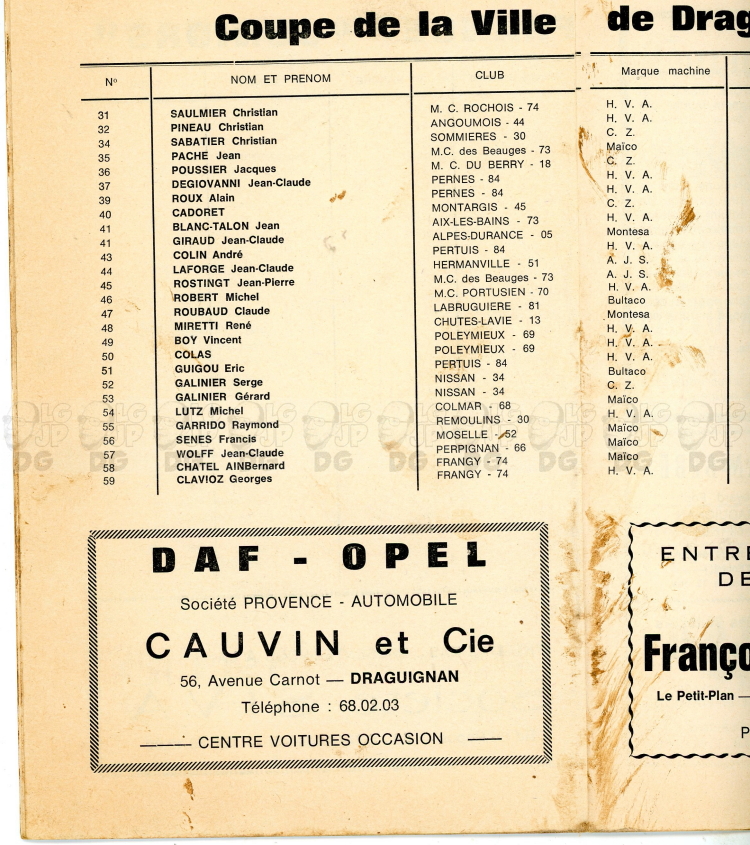 Coupe de la Ville de Drag
N° NOM ET PRENOM CLUB Marque machine
31 SAULMIER Christian M. C. ROCHOIS - 74 H. V. A.
32 PINEAU Christian ANGOUMOIS - 44 H. V. A.
34 SABATIER Christian SOMMIERES - 30 C. Z.
35 PACHE Jean M.C. des Beauges - 73 Maïco
36 POUSSIER Jacques M. C. DU BERRY - 18 C. Z.
37 DEGIOVANNI Jean-Claude PERNES - 84 H. V. A.
39 ROUX Alain PERNES - 84 H. V. A.
40 CADORET MONTARGIS - 45 C. Z.
41 BLANC-TALON Jean AIX-LES-BAINS - 73 H. V. A.
41 GIRAUD Jean-Claude ALPES-DURANCE - 05 Montesa
43 COLIN André PERTUIS - 84 H. V. A.
44 LAFORGE Jean-Claude HERMANVILLE - 51 A. J. S.
45 ROSTINGT Jean-Pierre M.C. des Beauges - 73 A. J. S.
46 ROBERT Michel M.C. PORTUSIEN - 70 H. V. A.
47 ROUBAUD Claude LABRUGUIERE - 81 Bultaco
48 MIRETTI René CHUTES-LAVIE - 13 Montesa
49 BOY Vincent POLEYMIEUX - 69 H. V. A.
50 COLAS POLEYMIEUX - 69 H. V. A.
51 GUIGOU Eric PERTUIS - 84 H. V. A.
52 GALINIER Serge NISSAN - 34 Bultaco
53 GALINIER Gérard NISSAN - 34 C. Z.
54 LUTZ Michel COLMAR - 68 Maïco
55 GARRIDO Raymond REMOULINS - 30 H. V. A.
56 SENES Francis MOSELLE - 52 Maïco
57 WOLFF Jean-Claude PERPIGNAN - 66 Maïco
58 CHATEL AINBernard FRANGY - 74 Maïco
59 CLAVIOZ Georges FRANGY - 74 H. V. A.
DAF - OPEL
Société PROVENCE - AUTOMOBILE
CAUVIN et Cie
56, Avenue Carnot — DRAGUIGNAN
Téléphone : 68.02.03
CENTRE VOITURES OCCASION
ENTRE
DE
Franço
Le Petit-Plan —
P